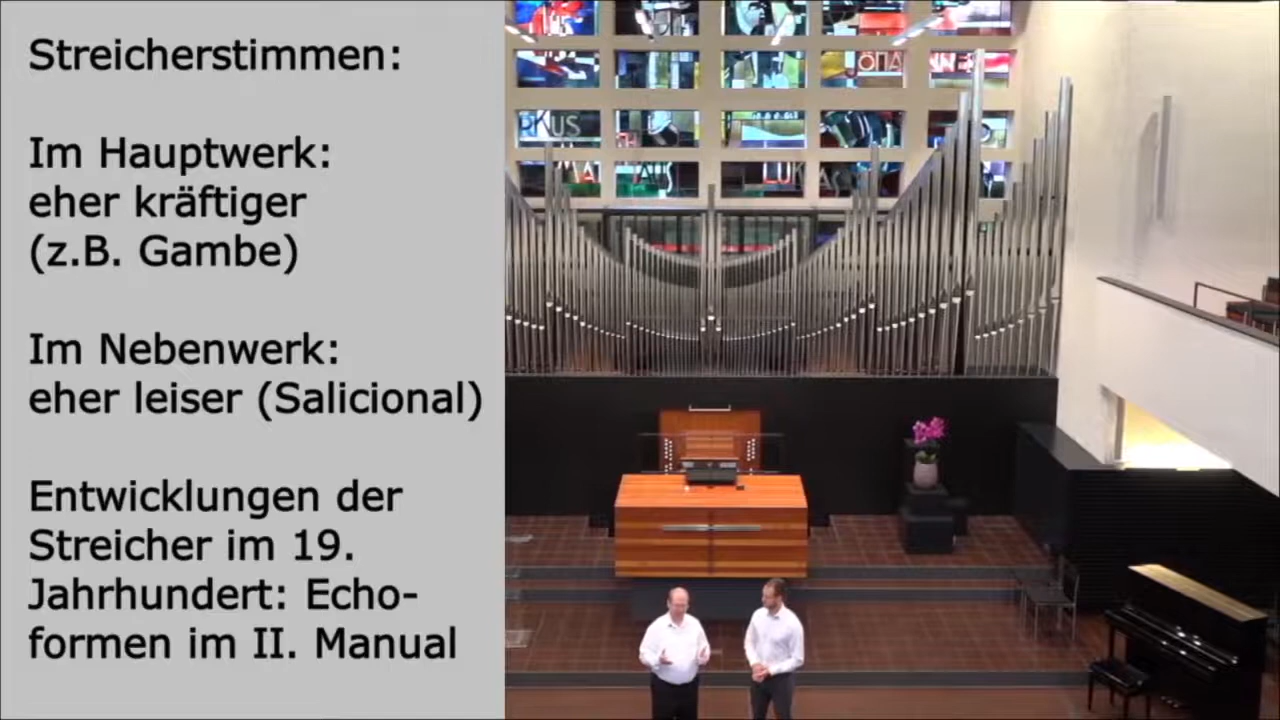 Streicherstimmen:
Im Hauptwerk:
eher kräftiger
(z.B. Gambe)
Im Nebenwerk:
eher leiser (Salicional)
Entwicklungen der
Streicher im 19.
Jahrhundert: Echo-
formen im II. Manual